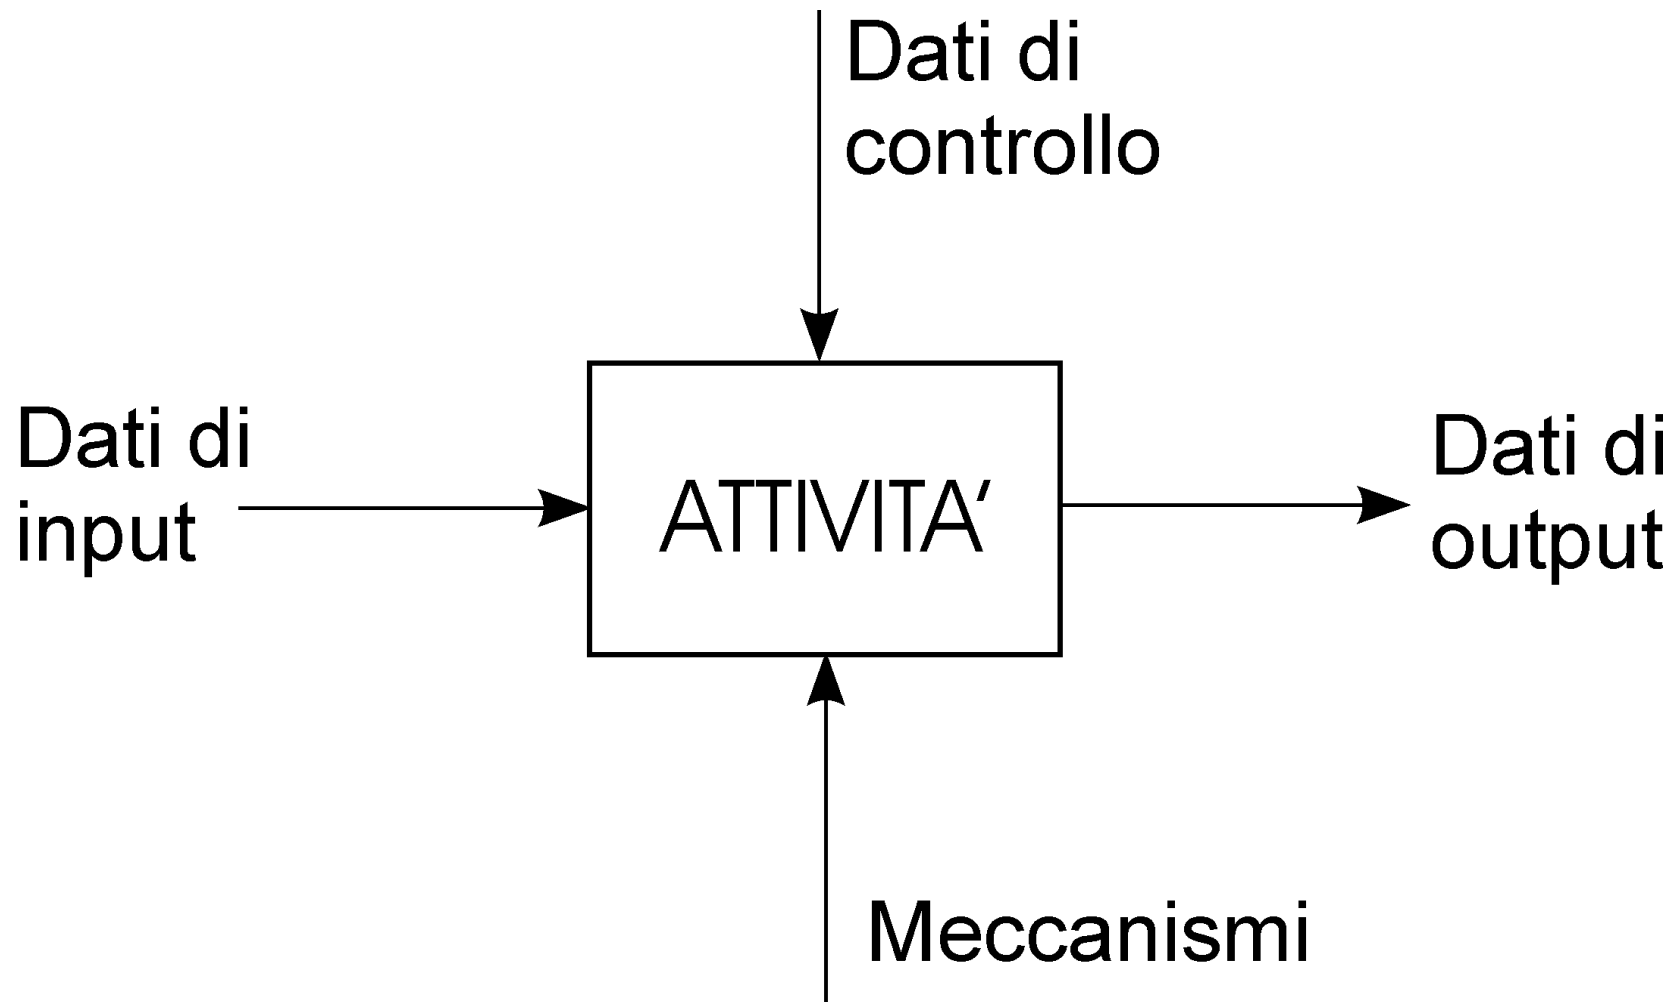 Dati di
controllo
Dati di
input
ATTIVITA’
Dati di
output
Meccanismi